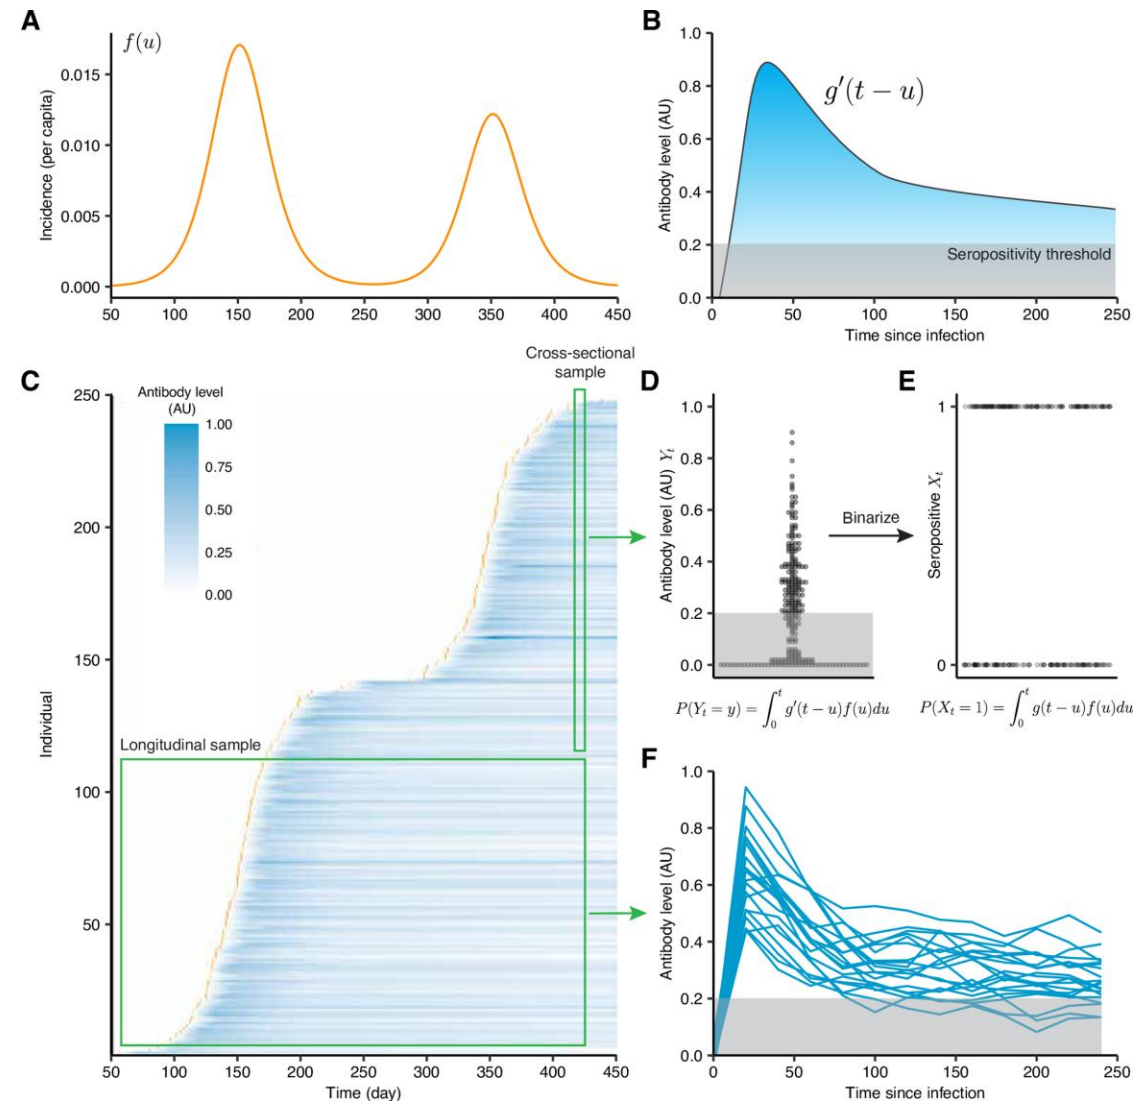 A
f(u)
Incidence (per capita)
0.015
0.010
0.005
0.000
50 100 150 200 250 300 350 400 450
B
g′(t − u)
Antibody level (AU)
1.0
0.8
0.6
0.4
0.2
0.0
Seropositivity threshold
0 50 100 150 200 250
Time since infection
C
Cross-sectional
sample
Antibody level
(AU)
1.00
0.75
0.50
0.25
0.00
Individual
250
200
150
100
50
Longitudinal sample
50 100 150 200 250 300 350 400 450
Time (day)
D
Antibody level (AU) Yₜ
1.0
0.8
0.6
0.4
0.2
0.0
P(Yₜ = y) = ∫₀ᵗ g′(t − u)f(u)du
Binarize
E
Seropositive Xₜ
1
0
P(Xₜ = 1) = ∫₀ᵗ g(t − u)f(u)du
F
Antibody level (AU)
1.0
0.8
0.6
0.4
0.2
0.0
0 50 100 150 200 250
Time since infection